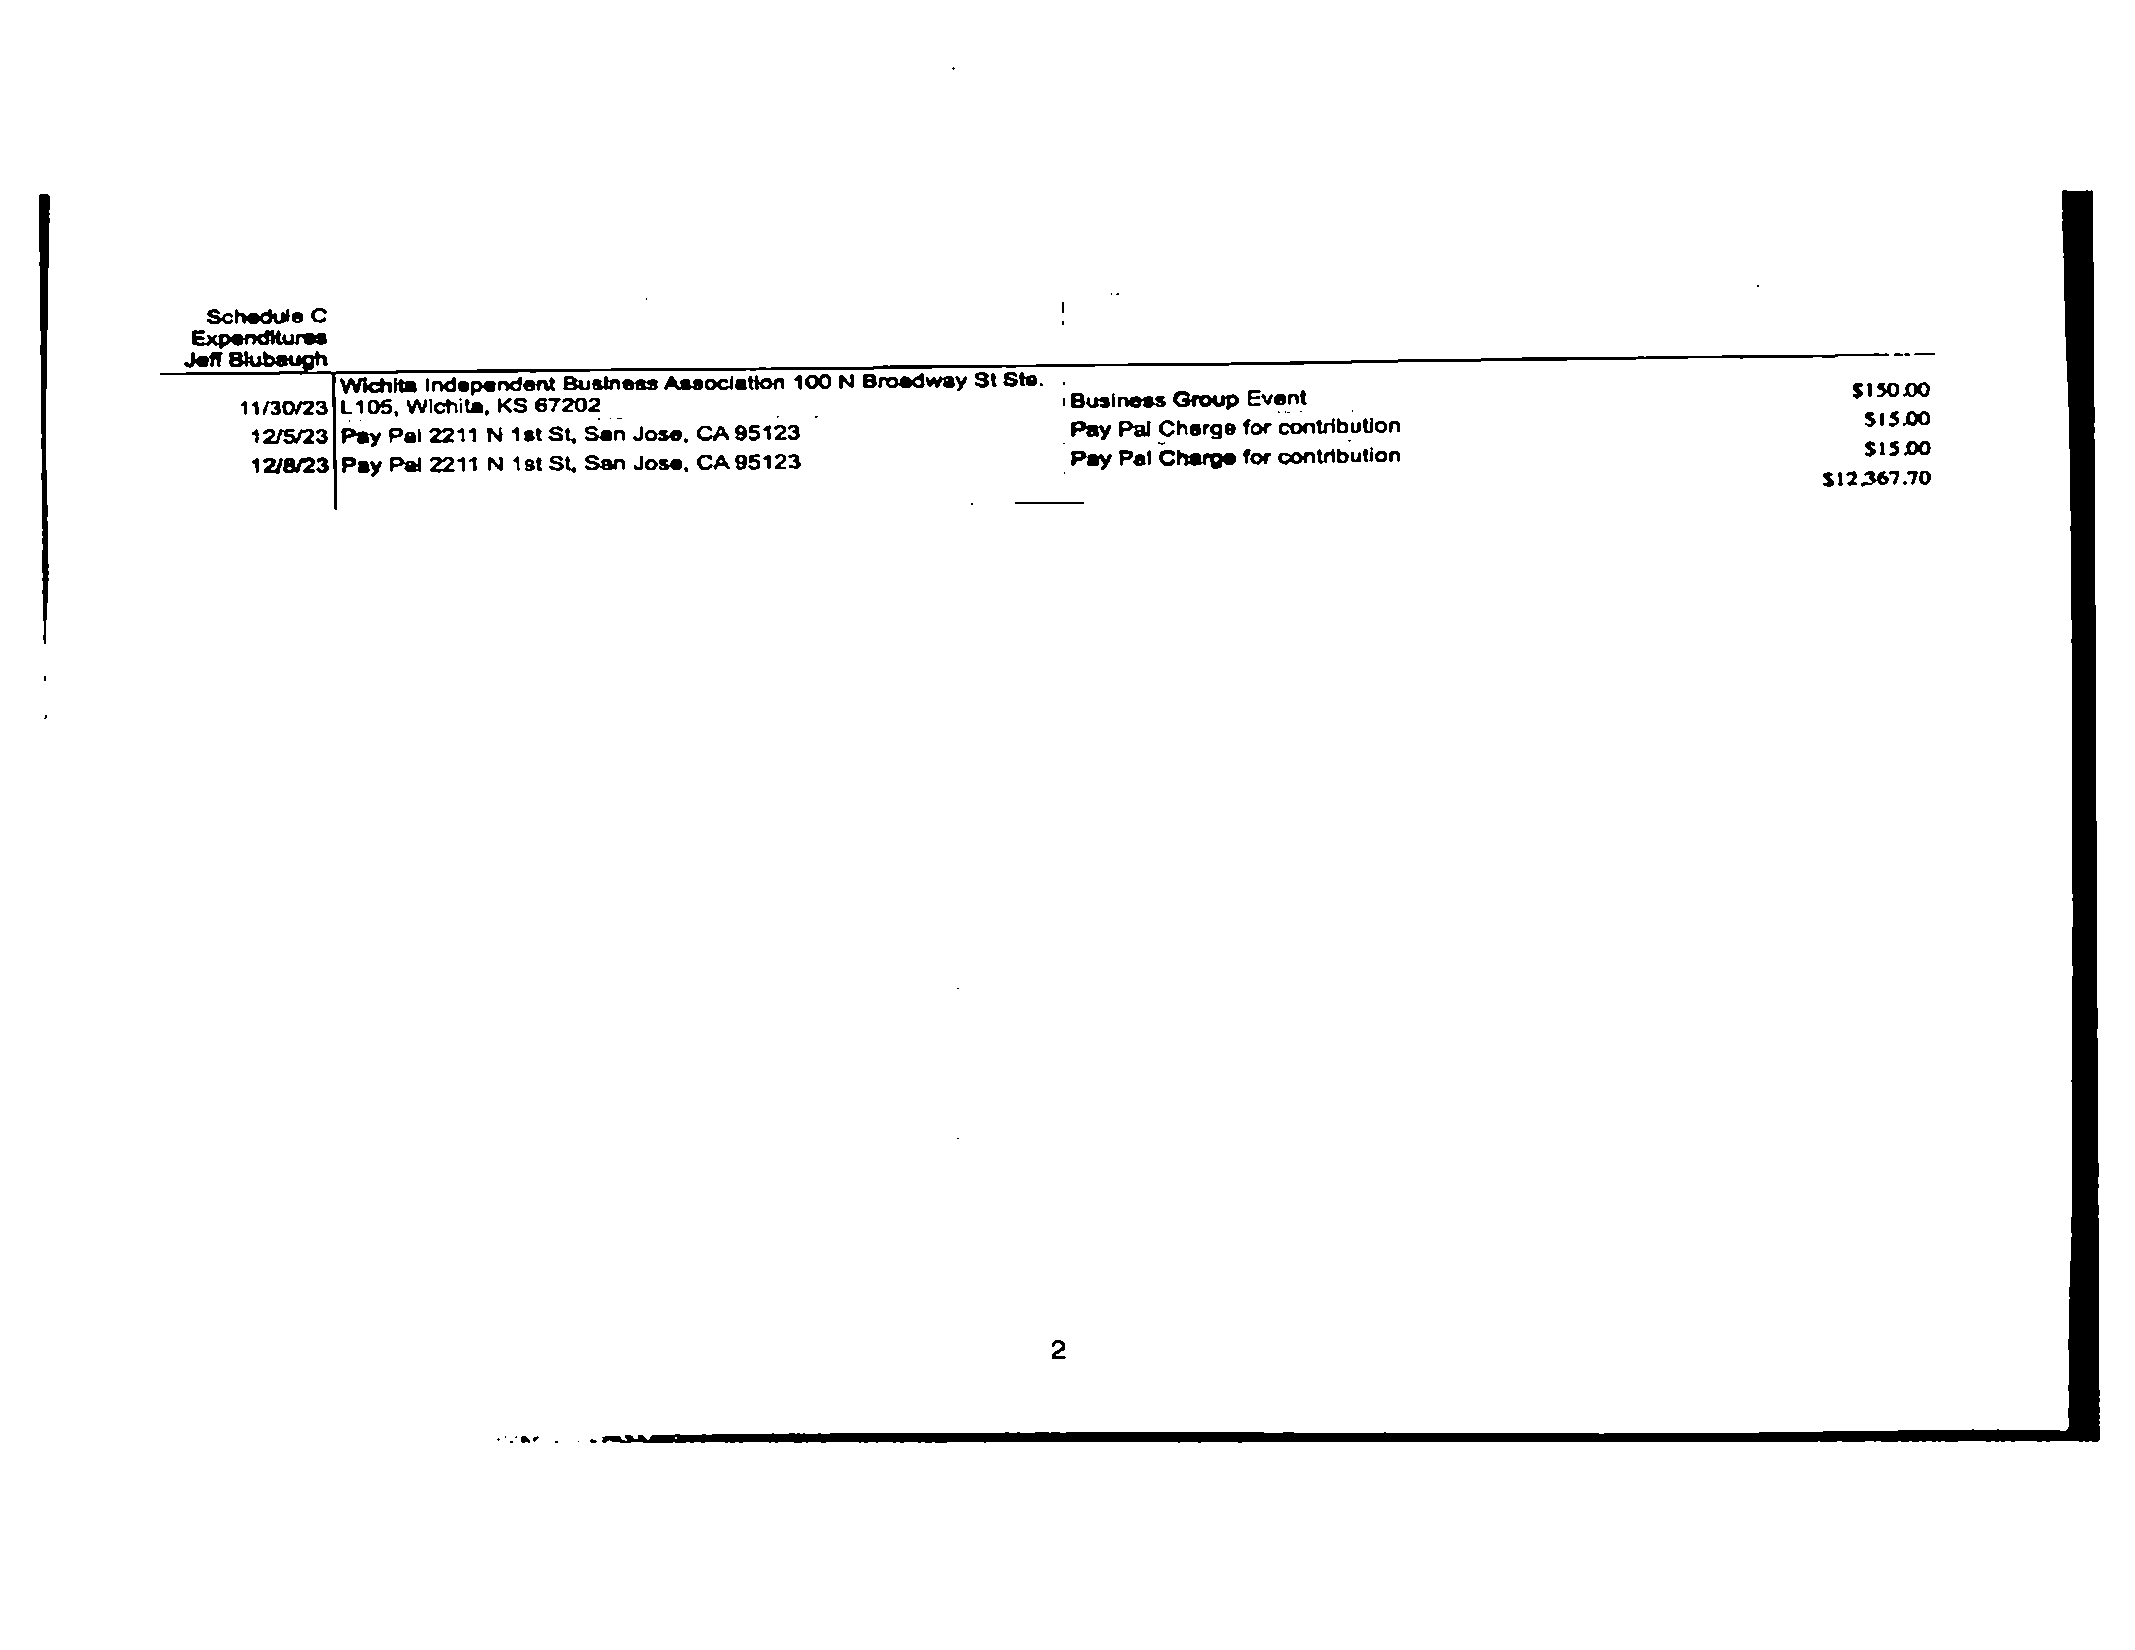 Schedule C
Expenditures
Jeff Blubaugh
Wichita Independent Business Association 100 N Broadway St Ste.
11/30/23 L105, Wichita, KS 67202 Business Group Event $150.00
12/5/23 Pay Pal 2211 N 1st St, San Jose, CA 95123 Pay Pal Charge for contribution $15.00
12/8/23 Pay Pal 2211 N 1st St, San Jose, CA 95123 Pay Pal Charge for contribution $15.00
$12,367.70
2